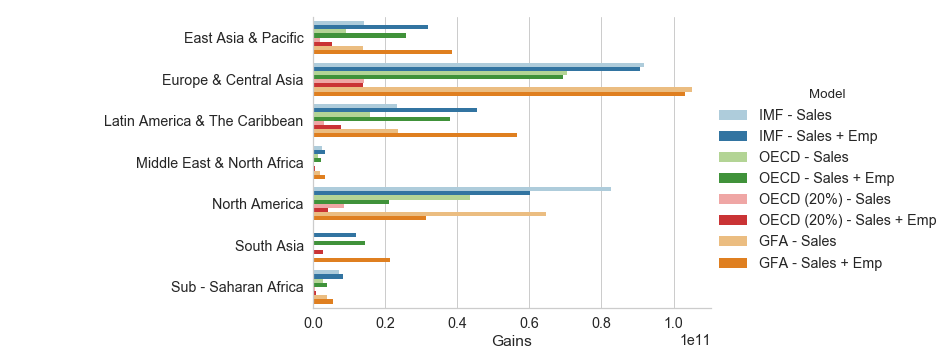 East Asia & Pacific
Europe & Central Asia
Latin America & The Caribbean
Middle East & North Africa
North America
South Asia
Sub - Saharan Africa
0.0 0.2 0.4 0.6 0.8 1.0
1e11
Gains
Model
IMF - Sales
IMF - Sales + Emp
OECD - Sales
OECD - Sales + Emp
OECD (20%) - Sales
OECD (20%) - Sales + Emp
GFA - Sales
GFA - Sales + Emp